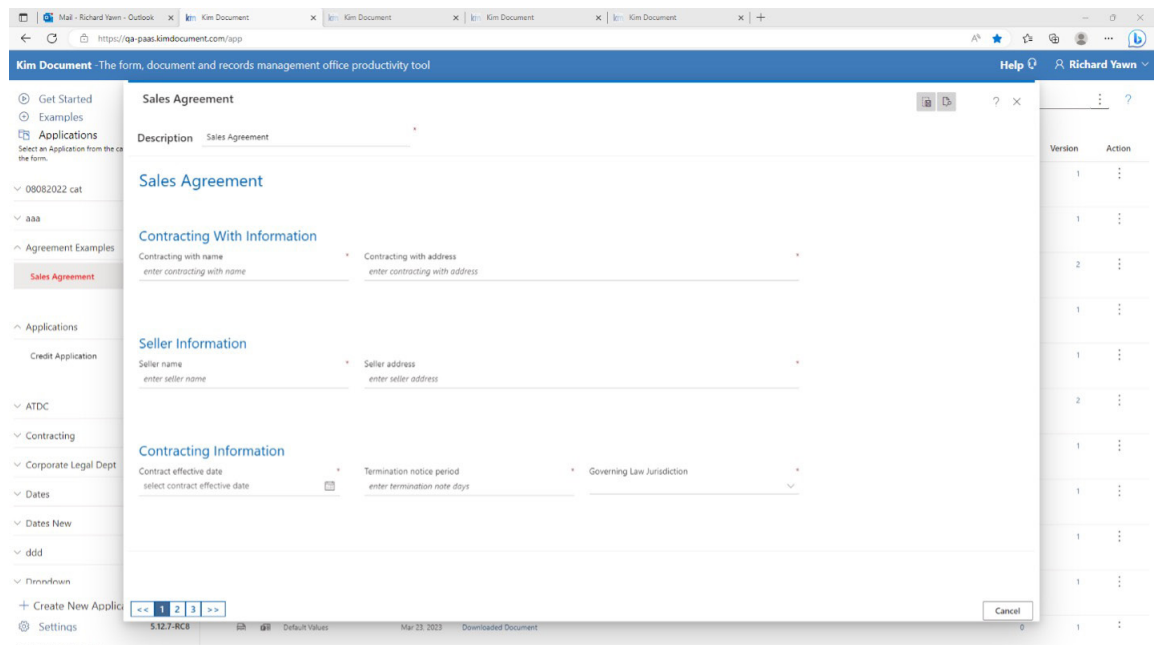 Mail - Richard Yawn - Outlook
Kim Document
Kim Document
Kim Document
Kim Document
https://qa-paas.kimdocument.com/app
Kim Document -The form, document and records management office productivity tool
Help
Richard Yawn
Get Started
Examples
Applications
Select an Application from the ca
the form.
08082022 cat
aaa
Agreement Examples
Sales Agreement
Applications
Credit Application
ATDC
Contracting
Corporate Legal Dept
Dates
Dates New
ddd
Dropdown
+ Create New Applica
Settings
Sales Agreement
? ×
Description Sales Agreement *
Sales Agreement
Contracting With Information
Contracting with name * Contracting with address *
enter contracting with name enter contracting with address
Seller Information
Seller name * Seller address *
enter seller name enter seller address
Contracting Information
Contract effective date * Termination notice period * Governing Law Jurisdiction *
select contract effective date enter termination note days
<< 1 2 3 >>
Cancel
?
Version Action
1
1
2
1
1
2
1
1
1
1
5.12.7-RC8 Default Values Mar 23, 2023 Downloaded Document 0 1